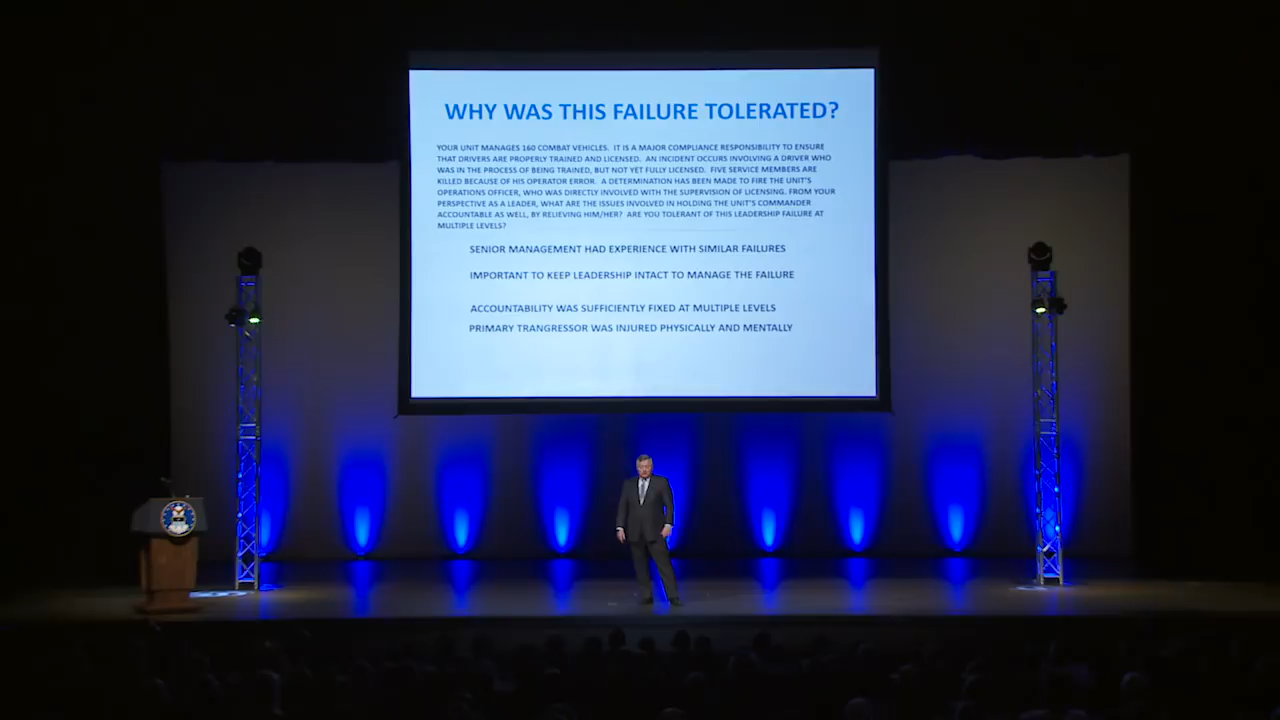 WHY WAS THIS FAILURE TOLERATED?
YOUR UNIT MANAGES 160 COMBAT VEHICLES. IT IS A MAJOR COMPLIANCE RESPONSIBILITY TO ENSURE
THAT DRIVERS ARE PROPERLY TRAINED AND LICENSED. AN INCIDENT OCCURS INVOLVING A DRIVER WHO
WAS IN THE PROCESS OF BEING TRAINED, BUT NOT YET FULLY LICENSED. FIVE SERVICE MEMBERS ARE
KILLED BECAUSE OF HIS OPERATOR ERROR. A DETERMINATION HAS BEEN MADE TO FIRE THE UNIT'S
OPERATIONS OFFICER, WHO WAS DIRECTLY INVOLVED WITH THE SUPERVISION OF LICENSING. FROM YOUR
PERSPECTIVE AS A LEADER, WHAT ARE THE ISSUES INVOLVED IN HOLDING THE UNIT'S COMMANDER
ACCOUNTABLE AS WELL, BY RELIEVING HIM/HER? ARE YOU TOLERANT OF THIS LEADERSHIP FAILURE AT
MULTIPLE LEVELS?
SENIOR MANAGEMENT HAD EXPERIENCE WITH SIMILAR FAILURES
IMPORTANT TO KEEP LEADERSHIP INTACT TO MANAGE THE FAILURE
ACCOUNTABILITY WAS SUFFICIENTLY FIXED AT MULTIPLE LEVELS
PRIMARY TRANGRESSOR WAS INJURED PHYSICALLY AND MENTALLY